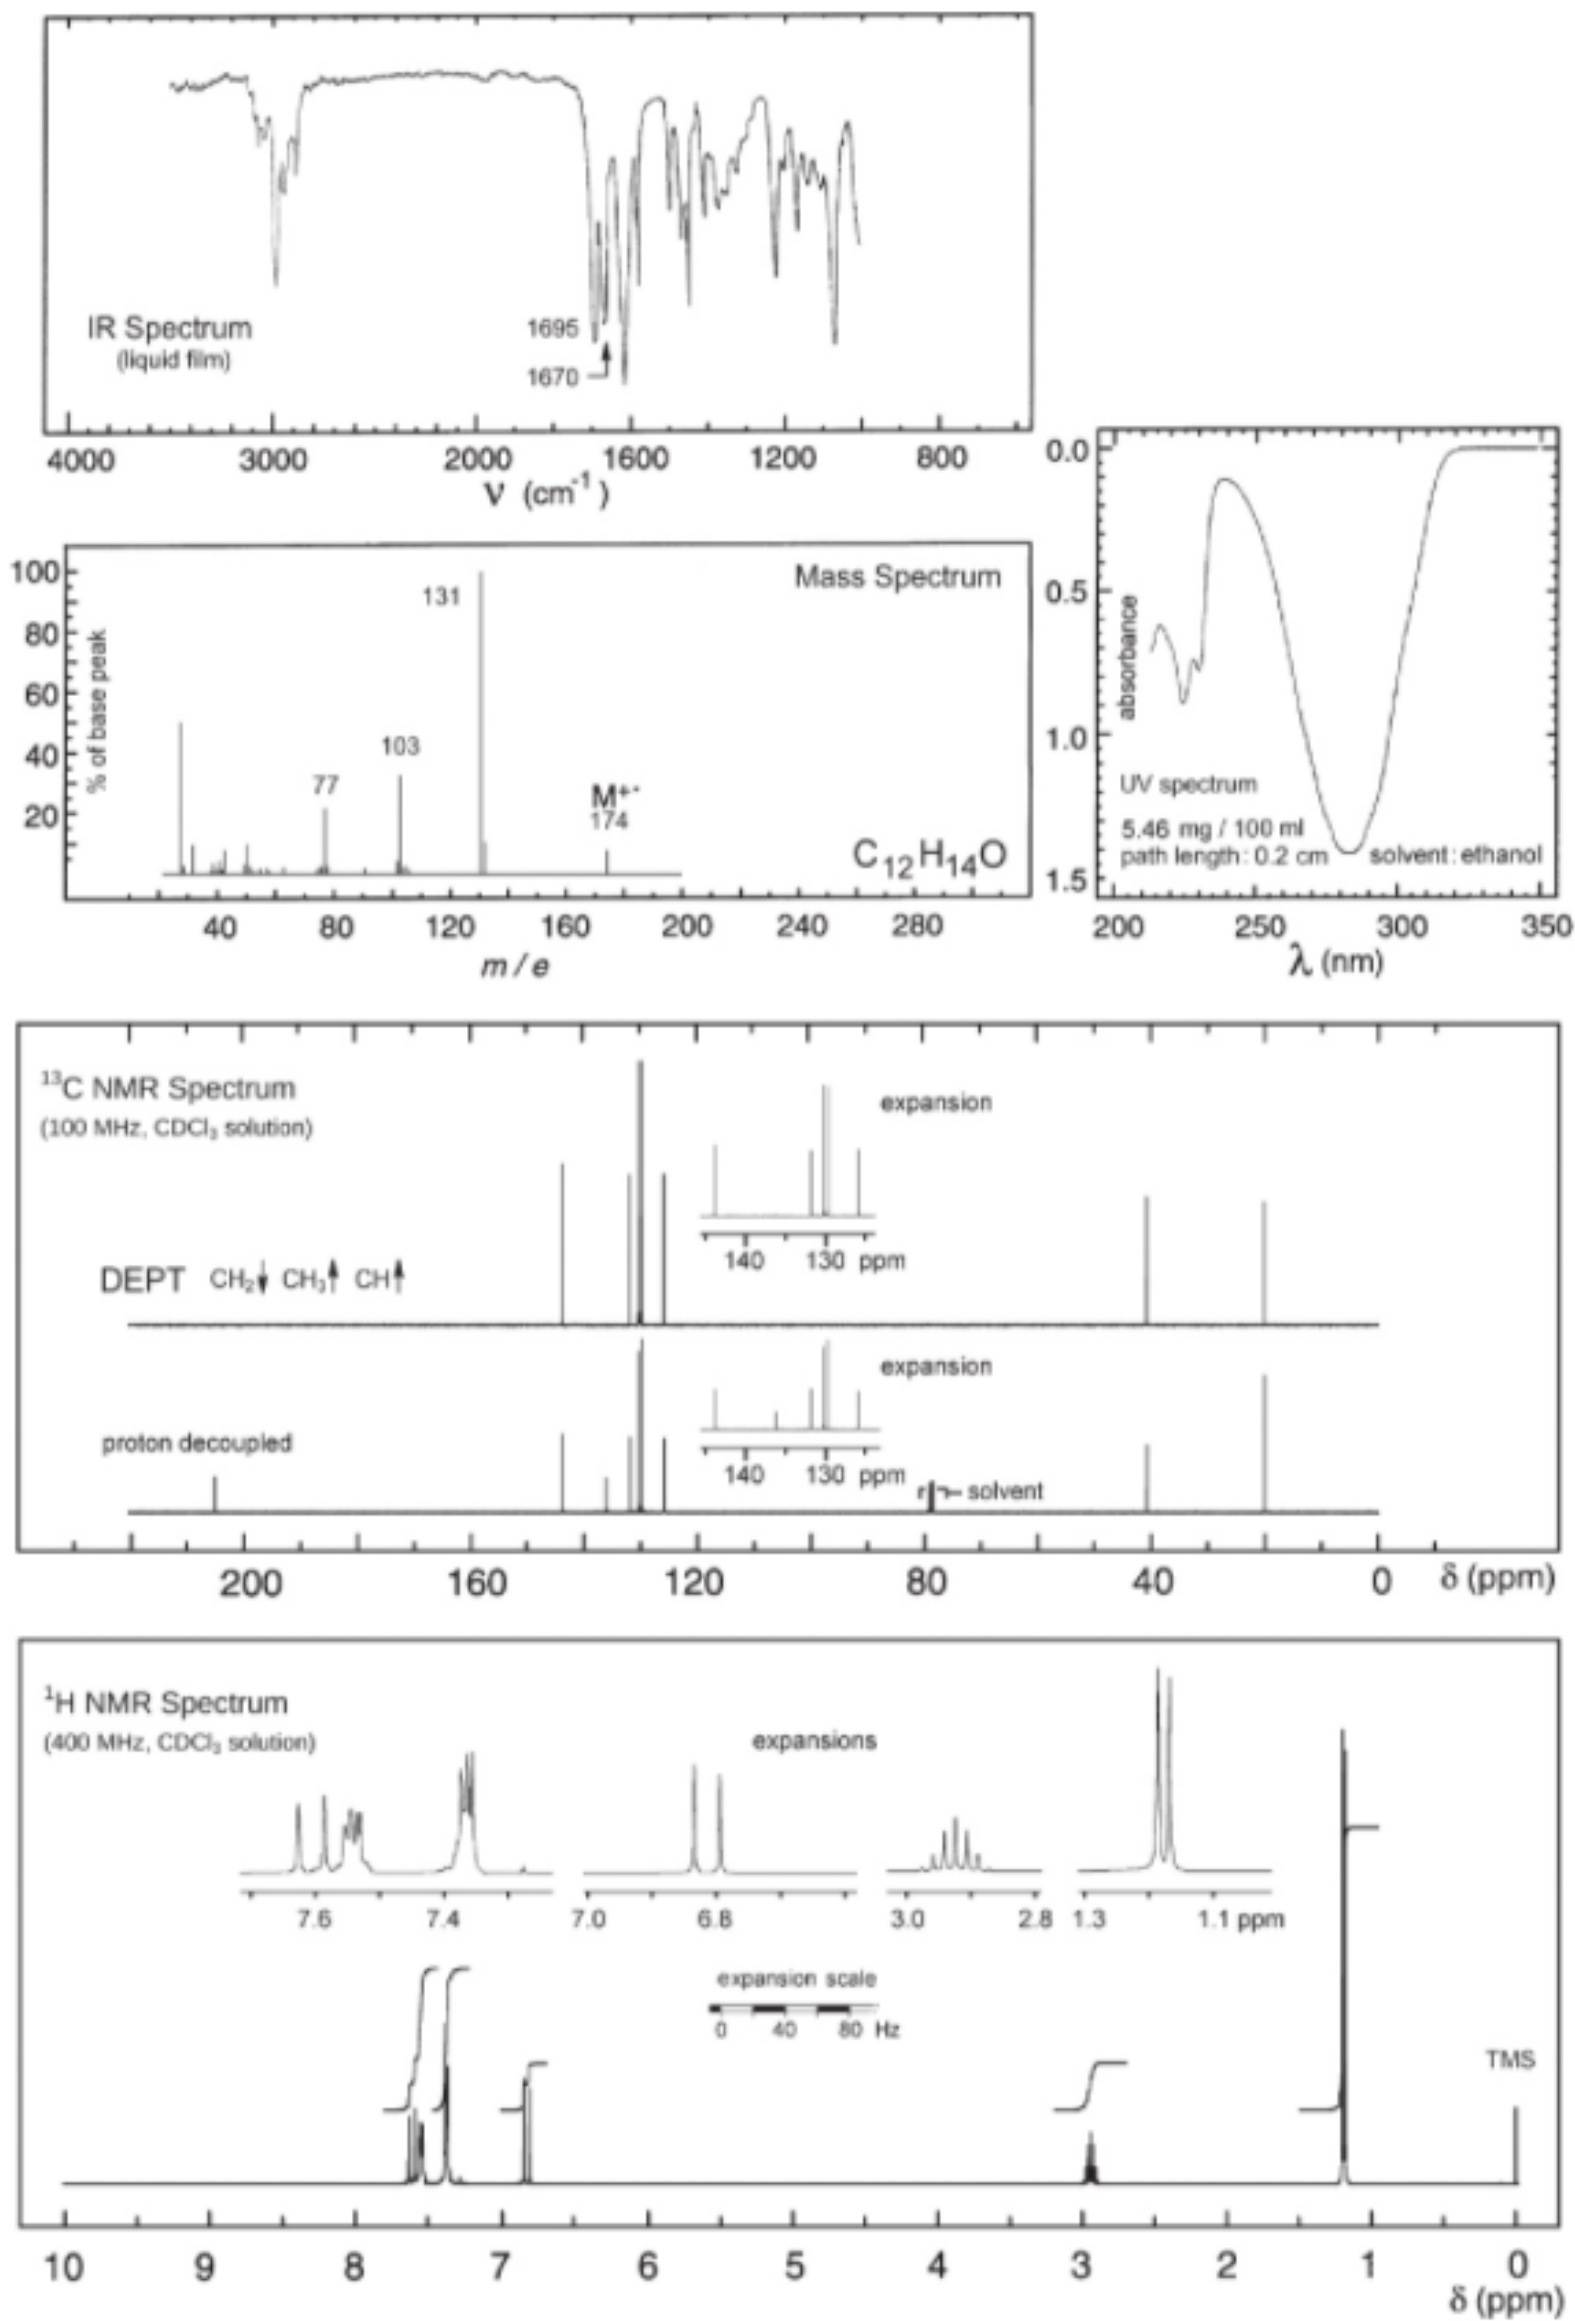 IR Spectrum
(liquid film)
1695
1670
4000 3000 2000 1600 1200 800
ν (cm⁻¹)
100
80
60
40
20
% of base peak
Mass Spectrum
131
103
77
M⁺·
174
C₁₂H₁₄O
40 80 120 160 200 240 280
m / e
0.0
0.5
1.0
1.5
absorbance
UV spectrum
5.46 mg / 100 ml
path length : 0.2 cm solvent : ethanol
200 250 300 350
λ (nm)
¹³C NMR Spectrum
(100 MHz, CDCl₃ solution)
expansion
140 130 ppm
DEPT CH₂↓ CH₃↑ CH↑
expansion
proton decoupled
140 130 ppm
solvent
200 160 120 80 40 0 δ (ppm)
¹H NMR Spectrum
(400 MHz, CDCl₃ solution)
expansions
7.6 7.4 7.0 6.8 3.0 2.8 1.3 1.1 ppm
expansion scale
0 40 80 Hz
TMS
10 9 8 7 6 5 4 3 2 1 0
δ (ppm)